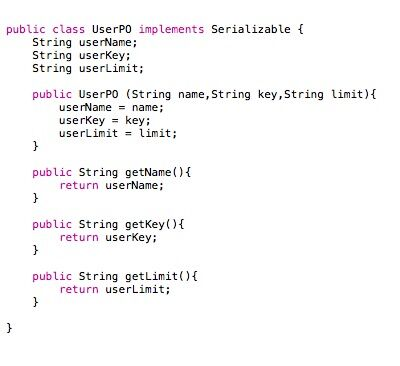 public class UserPO implements Serializable {
    String userName;
    String userKey;
    String userLimit;

    public UserPO (String name,String key,String limit){
        userName = name;
        userKey = key;
        userLimit = limit;
    }

    public String getName(){
        return userName;
    }

    public String getKey(){
        return userKey;
    }

    public String getLimit(){
        return userLimit;
    }

}